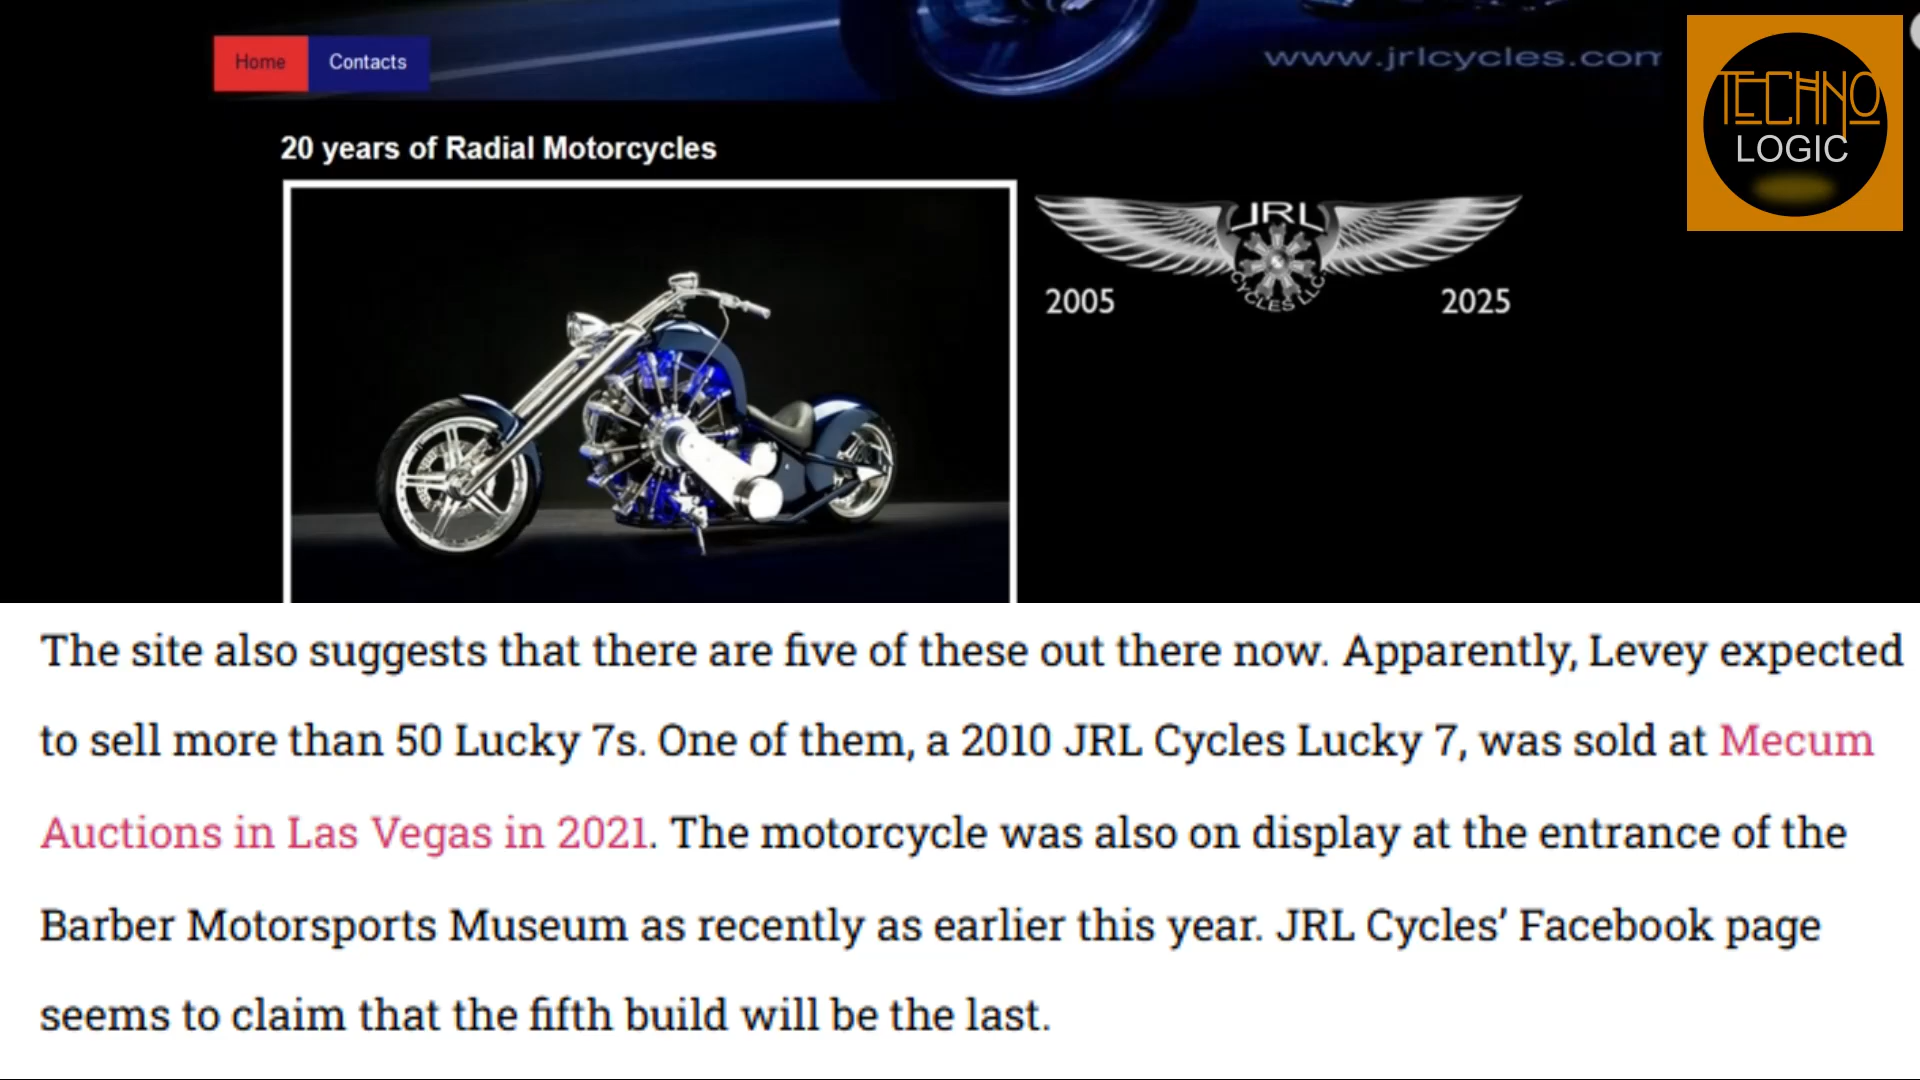 Home
Contacts
www.jrlcycles.com
TECHNO
LOGIC
20 years of Radial Motorcycles
JRL
CYCLES LLC.
2005
2025
The site also suggests that there are five of these out there now. Apparently, Levey expected
to sell more than 50 Lucky 7s. One of them, a 2010 JRL Cycles Lucky 7, was sold at Mecum
Auctions in Las Vegas in 2021. The motorcycle was also on display at the entrance of the
Barber Motorsports Museum as recently as earlier this year. JRL Cycles’ Facebook page
seems to claim that the fifth build will be the last.